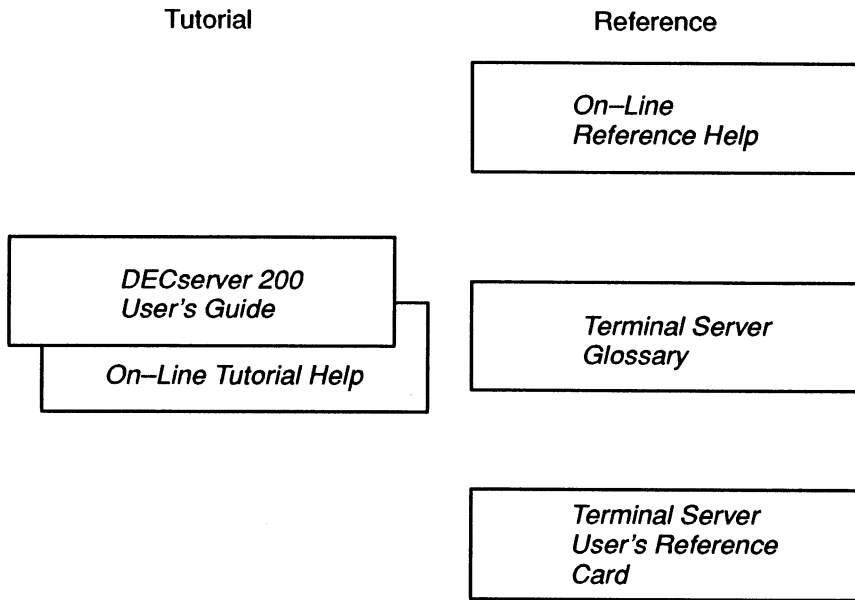 Tutorial
Reference
On–Line
Reference Help
DECserver 200
User's Guide
On–Line Tutorial Help
Terminal Server
Glossary
Terminal Server
User's Reference
Card